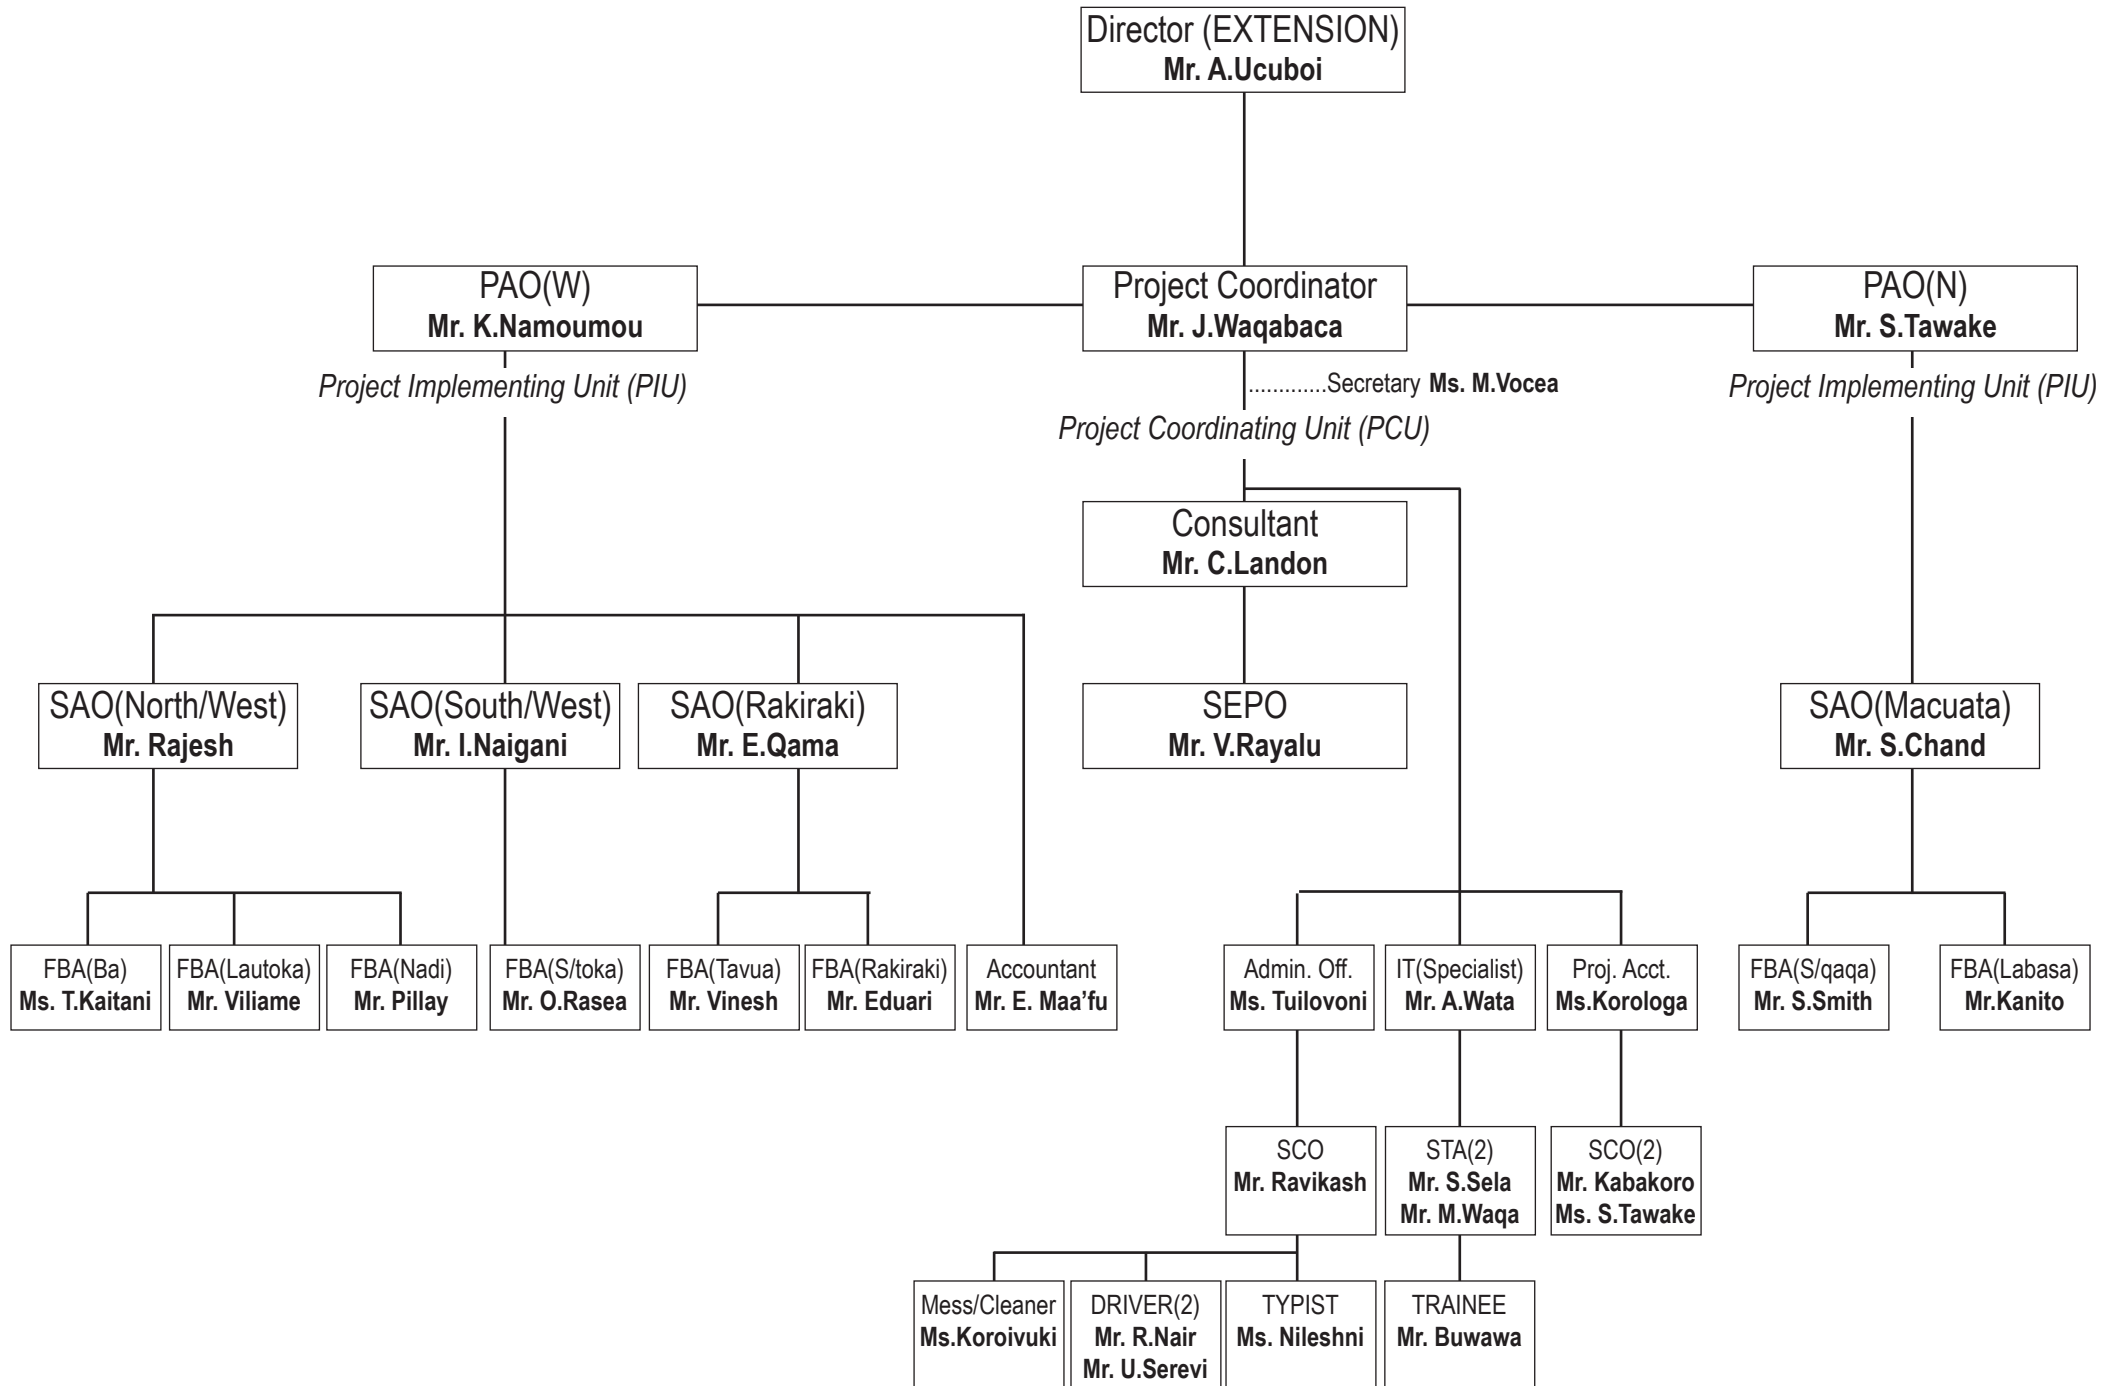 Director (EXTENSION)
Mr. A.Ucuboi
PAO(W)
Mr. K.Namoumou
Project Coordinator
Mr. J.Waqabaca
PAO(N)
Mr. S.Tawake
Project Implementing Unit (PIU)
.............Secretary Ms. M.Vocea
Project Implementing Unit (PIU)
Project Coordinating Unit (PCU)
Consultant
Mr. C.Landon
SAO(North/West)
Mr. Rajesh
SAO(South/West)
Mr. I.Naigani
SAO(Rakiraki)
Mr. E.Qama
SEPO
Mr. V.Rayalu
SAO(Macuata)
Mr. S.Chand
FBA(Ba)
Ms. T.Kaitani
FBA(Lautoka)
Mr. Viliame
FBA(Nadi)
Mr. Pillay
FBA(S/toka)
Mr. O.Rasea
FBA(Tavua)
Mr. Vinesh
FBA(Rakiraki)
Mr. Eduari
Accountant
Mr. E. Maa’fu
Admin. Off.
Ms. Tuilovoni
IT(Specialist)
Mr. A.Wata
Proj. Acct.
Ms.Korologa
FBA(S/qaqa)
Mr. S.Smith
FBA(Labasa)
Mr.Kanito
SCO
Mr. Ravikash
STA(2)
Mr. S.Sela
Mr. M.Waqa
SCO(2)
Mr. Kabakoro
Ms. S.Tawake
Mess/Cleaner
Ms.Koroivuki
DRIVER(2)
Mr. R.Nair
Mr. U.Serevi
TYPIST
Ms. Nileshni
TRAINEE
Mr. Buwawa